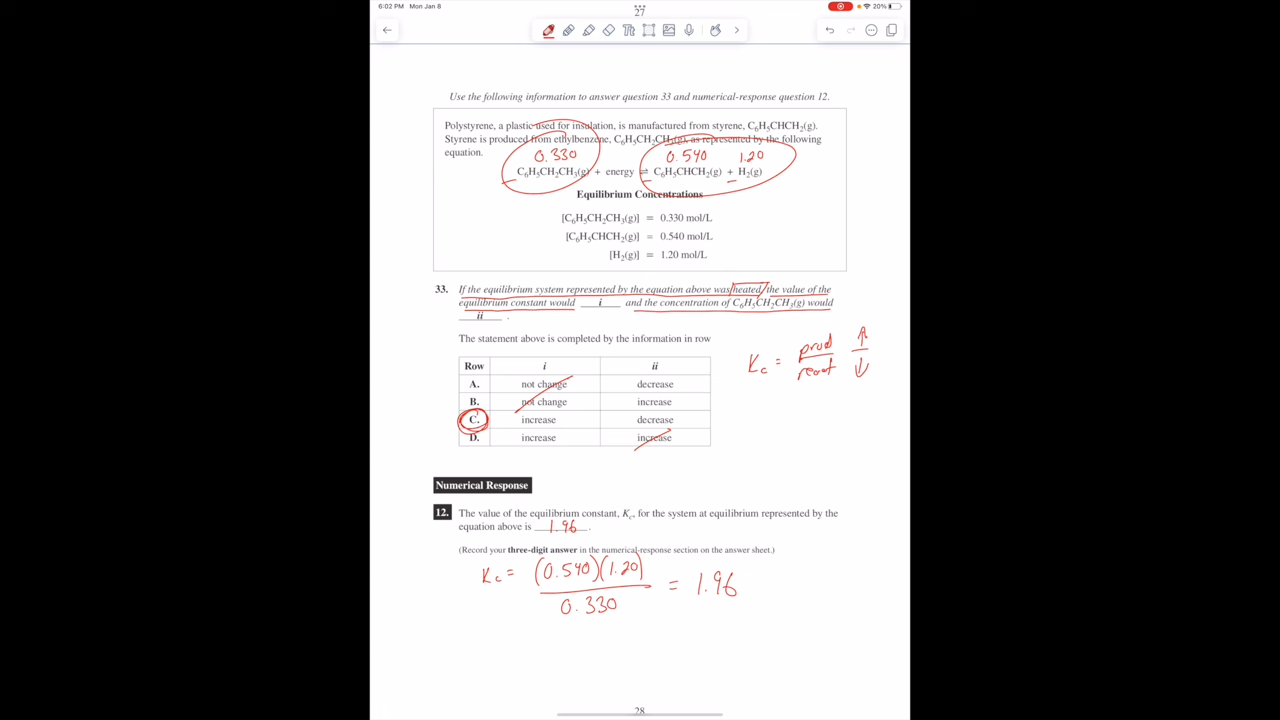 6:02 PM Mon Jan 8
20%
27
Use the following information to answer question 33 and numerical-response question 12.
Polystyrene, a plastic used for insulation, is manufactured from styrene, C₆H₅CHCH₂(g).
Styrene is produced from ethylbenzene, C₆H₅CH₂CH₃(g), as represented by the following
equation.
0.330 0.540 1.20
C₆H₅CH₂CH₃(g) + energy ⇌ C₆H₅CHCH₂(g) + H₂(g)
Equilibrium Concentrations
[C₆H₅CH₂CH₃(g)] = 0.330 mol/L
[C₆H₅CHCH₂(g)] = 0.540 mol/L
[H₂(g)] = 1.20 mol/L
33. If the equilibrium system represented by the equation above was heated, the value of the
equilibrium constant would i and the concentration of C₆H₅CH₂CH₃(g) would
ii .
The statement above is completed by the information in row
Kc = prod / react ↑ / ↓
Row i ii
A. not change decrease
B. not change increase
C. increase decrease
D. increase increase
Numerical Response
12. The value of the equilibrium constant, Kc, for the system at equilibrium represented by the
equation above is 1.96 .
(Record your three-digit answer in the numerical-response section on the answer sheet.)
Kc = (0.540)(1.20) / 0.330 = 1.96
28